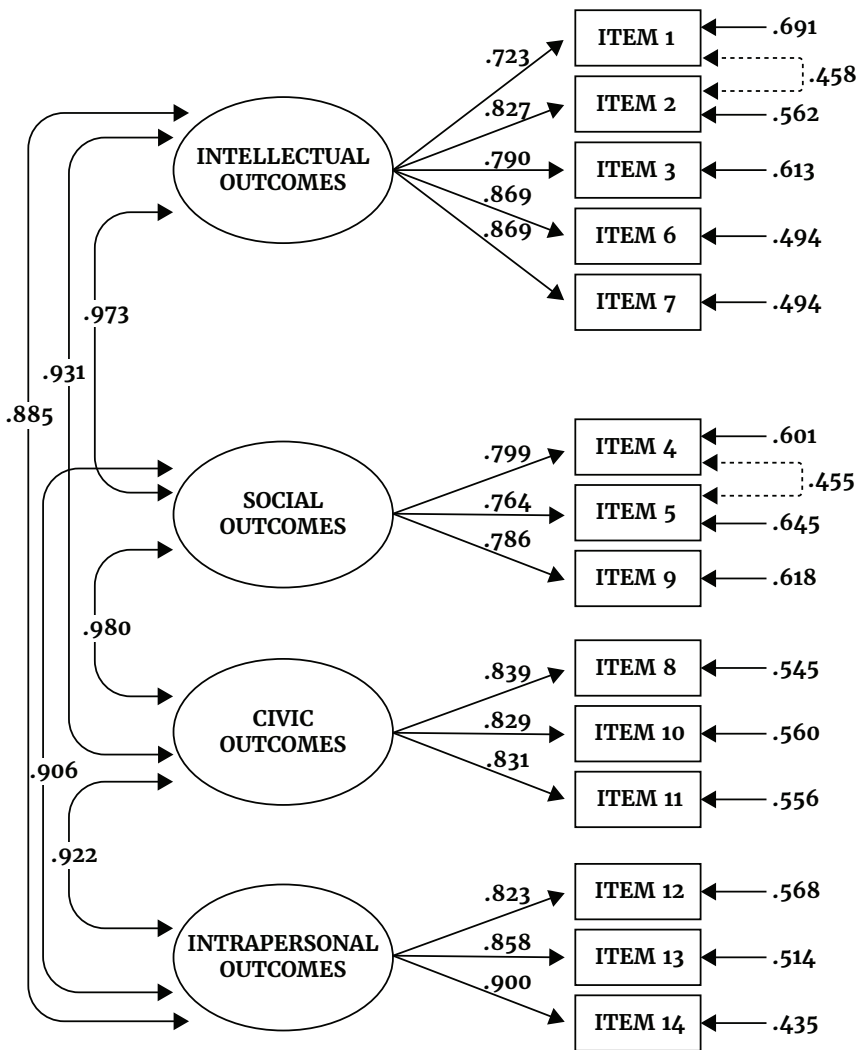 .723
ITEM 1
.691
.458
.827
ITEM 2
.562
INTELLECTUAL
OUTCOMES
.790
ITEM 3
.613
.869
ITEM 6
.494
.869
ITEM 7
.494
.973
.931
.885
.799
ITEM 4
.601
.455
SOCIAL
OUTCOMES
.764
ITEM 5
.645
.786
ITEM 9
.618
.980
.839
ITEM 8
.545
CIVIC
OUTCOMES
.829
ITEM 10
.560
.831
ITEM 11
.556
.906
.922
.823
ITEM 12
.568
INTRAPERSONAL
OUTCOMES
.858
ITEM 13
.514
.900
ITEM 14
.435